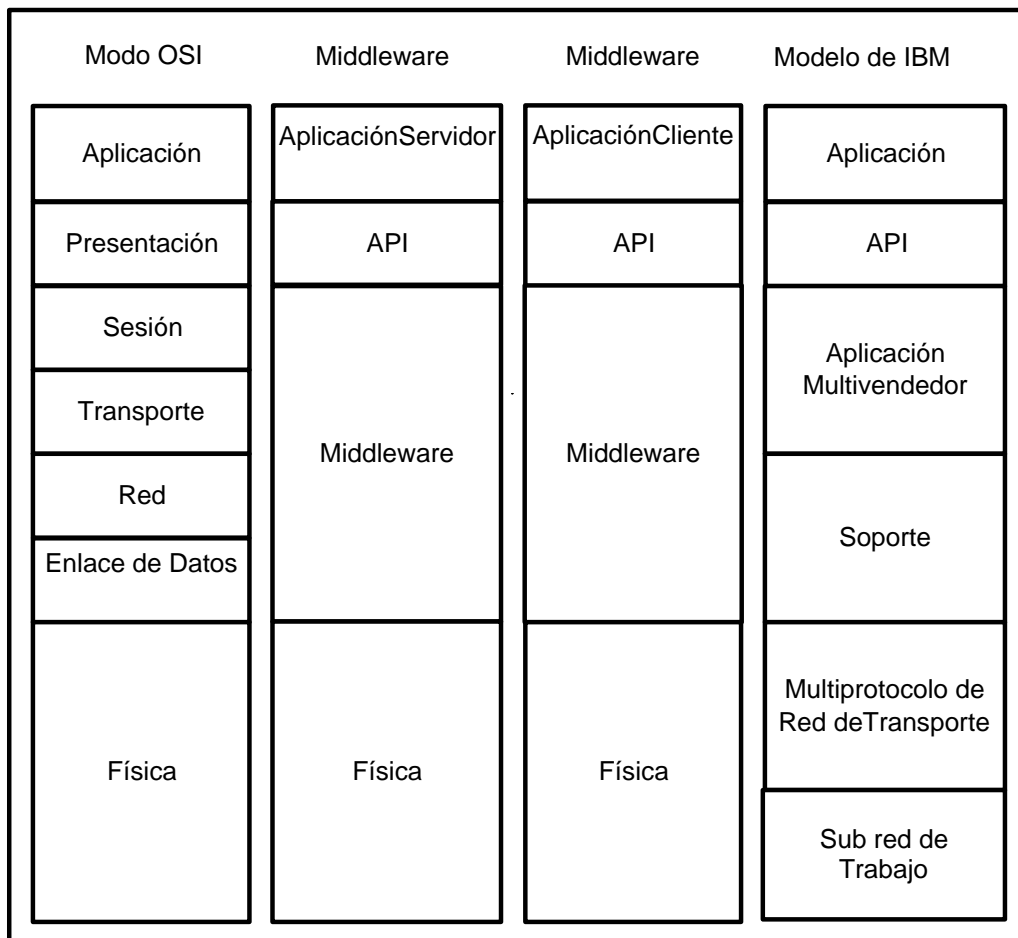 Modo OSI
Aplicación
Presentación
Sesión
Transporte
Red
Enlace de Datos
Física
Middleware
AplicaciónServidor
API
Middleware
Física
Middleware
AplicaciónCliente
API
Middleware
Física
Modelo de IBM
Aplicación
API
Aplicación
Multivendedor
Soporte
Multiprotocolo de
Red deTransporte
Sub red de
Trabajo